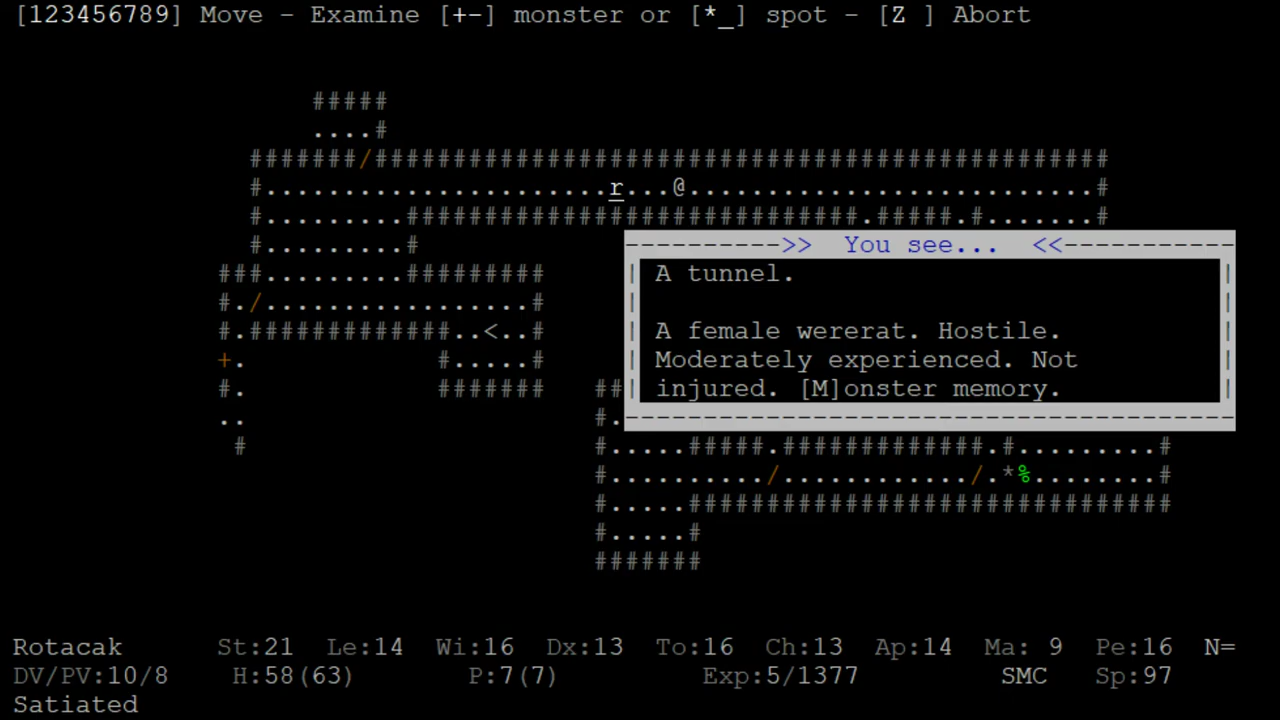 [123456789] Move - Examine [+-] monster or [*_] spot - [Z ] Abort
#####
....#
#######/###############################################
#......................r...@..........................#
#.........#############################.#####.#.......#
#.........#
###.........#########
#./.................#
#.#############..<..#
+.
#.....#
#.
#######
##
..
#.
#
#.....#####.#############.#.........#
#........../............/.*%........#
#.....###############################
#.....#
#######
---------->> You see... <<-----------
A tunnel.
A female wererat. Hostile.
Moderately experienced. Not
injured. [M]onster memory.
Rotacak St:21 Le:14 Wi:16 Dx:13 To:16 Ch:13 Ap:14 Ma: 9 Pe:16 N=
DV/PV:10/8 H:58(63) P:7(7) Exp:5/1377 SMC Sp:97
Satiated